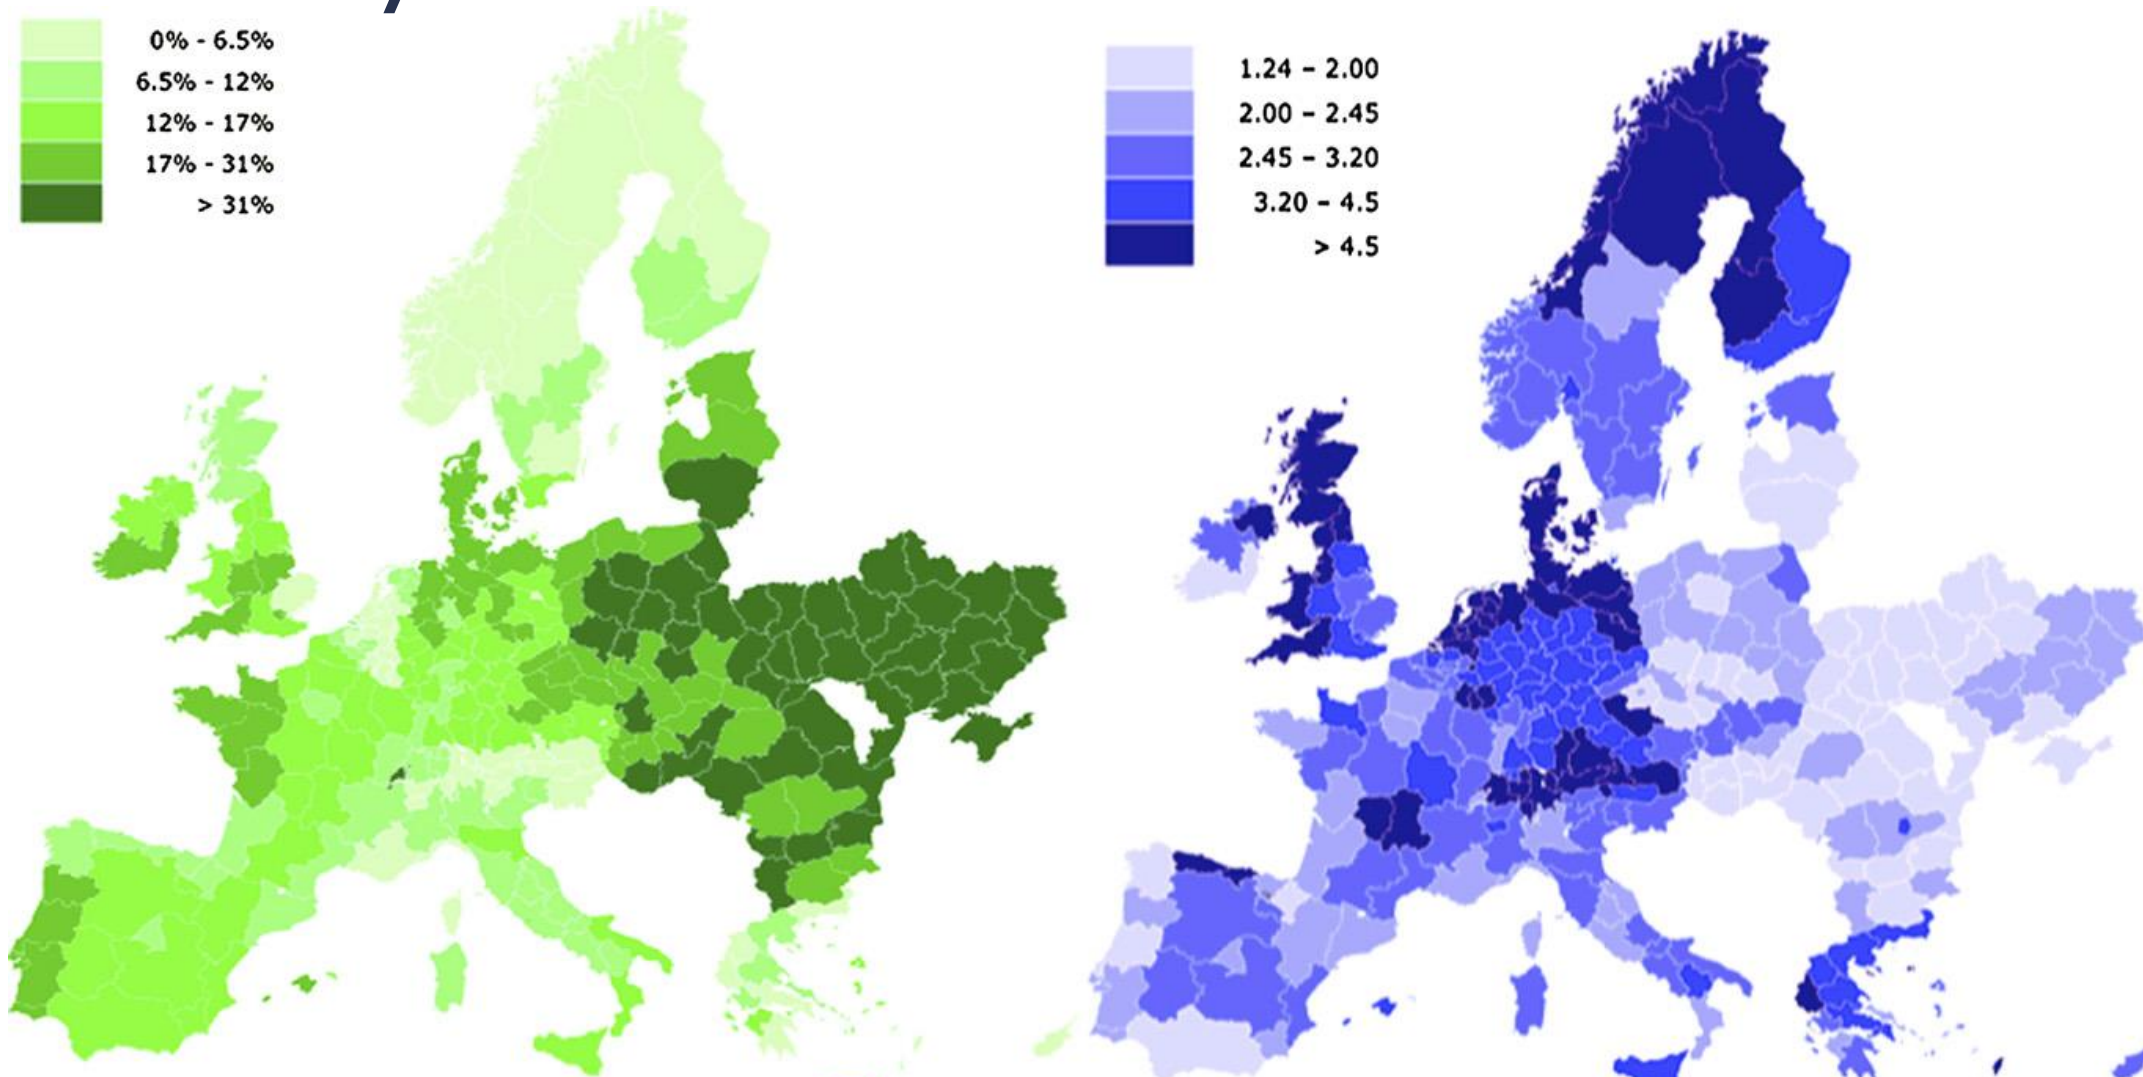 0% - 6.5%
6.5% - 12%
12% - 17%
17% - 31%
> 31%
1.24 – 2.00
2.00 – 2.45
2.45 – 3.20
3.20 – 4.5
> 4.5